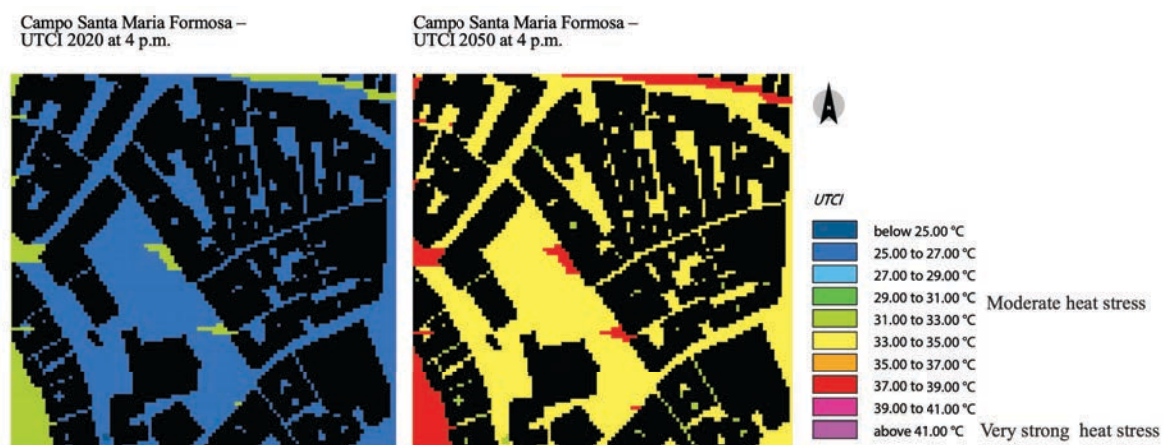 Campo Santa Maria Formosa –
UTCI 2020 at 4 p.m.
Campo Santa Maria Formosa –
UTCI 2050 at 4 p.m.
N
UTCI
below 25.00 °C
25.00 to 27.00 °C
27.00 to 29.00 °C
29.00 to 31.00 °C Moderate heat stress
31.00 to 33.00 °C
33.00 to 35.00 °C
35.00 to 37.00 °C
37.00 to 39.00 °C
39.00 to 41.00 °C
above 41.00 °C Very strong heat stress